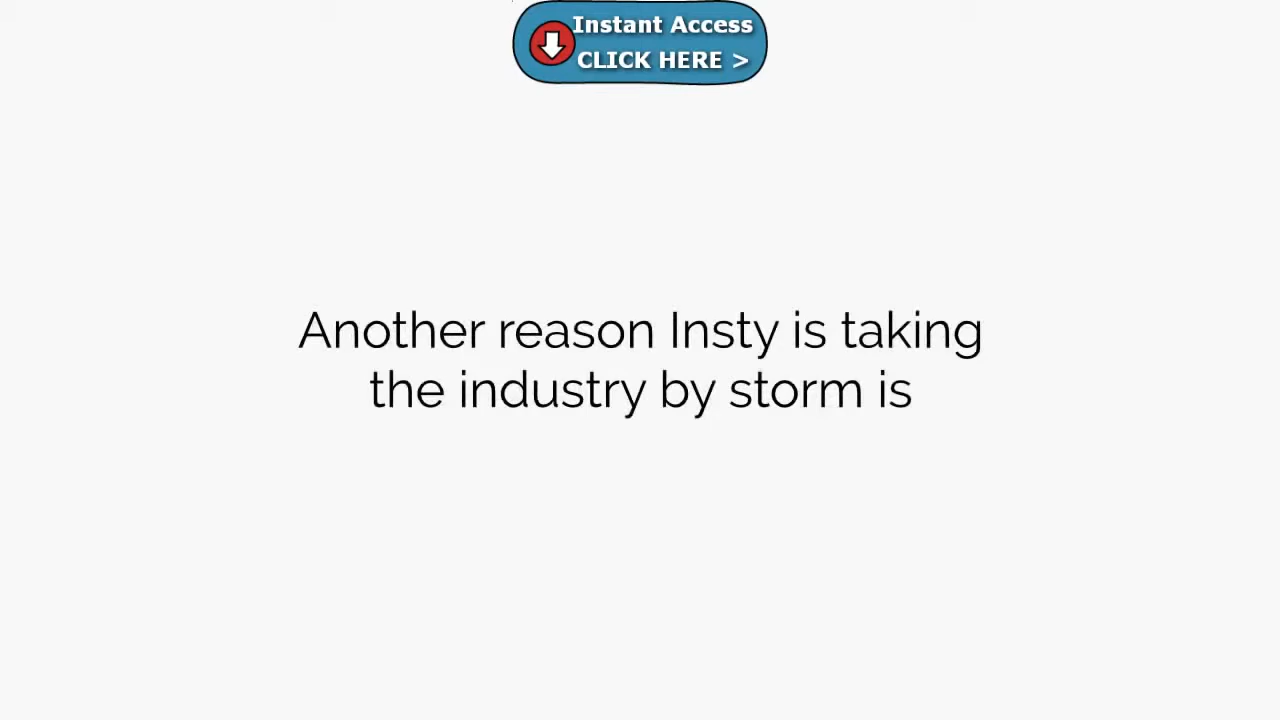 Instant Access
CLICK HERE >
Another reason Insty is taking
the industry by storm is